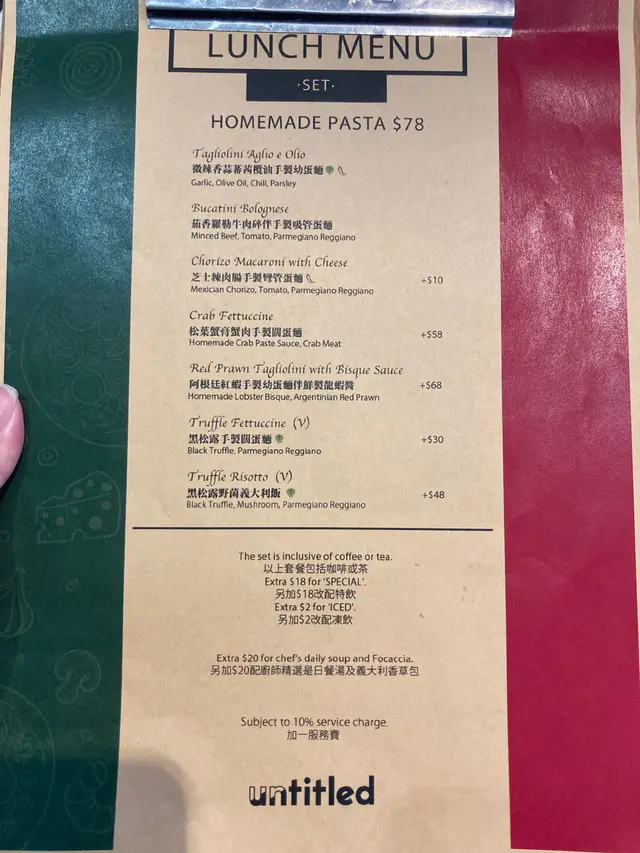 LUNCH MENU
·SET·
HOMEMADE PASTA $78
Tagliolini Aglio e Olio
微辣香蒜蕃茜欖油手製幼蛋麵
Garlic, Olive Oil, Chili, Parsley
Bucatini Bolognese
茄香羅勒牛肉碎伴手製吸管蛋麵
Minced Beef, Tomato, Parmegiano Reggiano
Chorizo Macaroni with Cheese
芝士辣肉腸手製彎管蛋麵
Mexician Chorizo, Tomato, Parmegiano Reggiano
+$10
Crab Fettuccine
松葉蟹膏蟹肉手製闊蛋麵
Homemade Crab Paste Sauce, Crab Meat
+$58
Red Prawn Tagliolini with Bisque Sauce
阿根廷紅蝦手製幼蛋麵伴鮮製龍蝦醬
Homemade Lobster Bisque, Argentinian Red Prawn
+$68
Truffle Fettuccine (V)
黑松露手製闊蛋麵
Black Truffle, Parmegiano Reggiano
+$30
Truffle Risotto (V)
黑松露野菌義大利飯
Black Truffle, Mushroom, Parmegiano Reggiano
+$48
The set is inclusive of coffee or tea.
以上套餐包括咖啡或茶
Extra $18 for 'SPECIAL'.
另加$18改配特飲
Extra $2 for 'ICED'.
另加$2改配凍飲
Extra $20 for chef's daily soup and Focaccia.
另加$20配廚師精選是日餐湯及義大利香草包
Subject to 10% service charge.
加一服務費
untitled